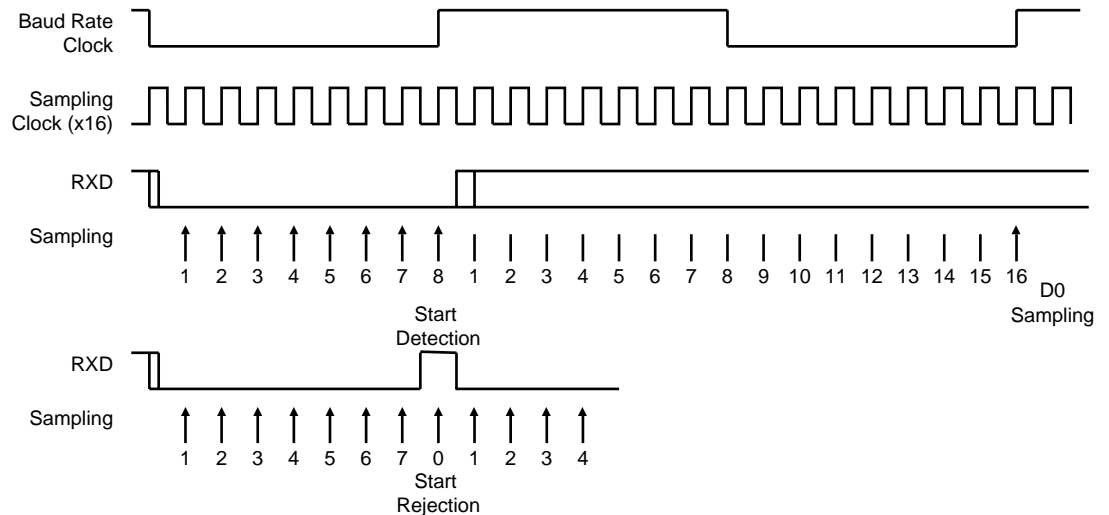 Baud Rate
Clock
Sampling
Clock (x16)
RXD
Sampling
1 2 3 4 5 6 7 8 1 2 3 4 5 6 7 8 9 10 11 12 13 14 15 16
D0
Sampling
Start
Detection
RXD
Sampling
1 2 3 4 5 6 7 0 1 2 3 4
Start
Rejection